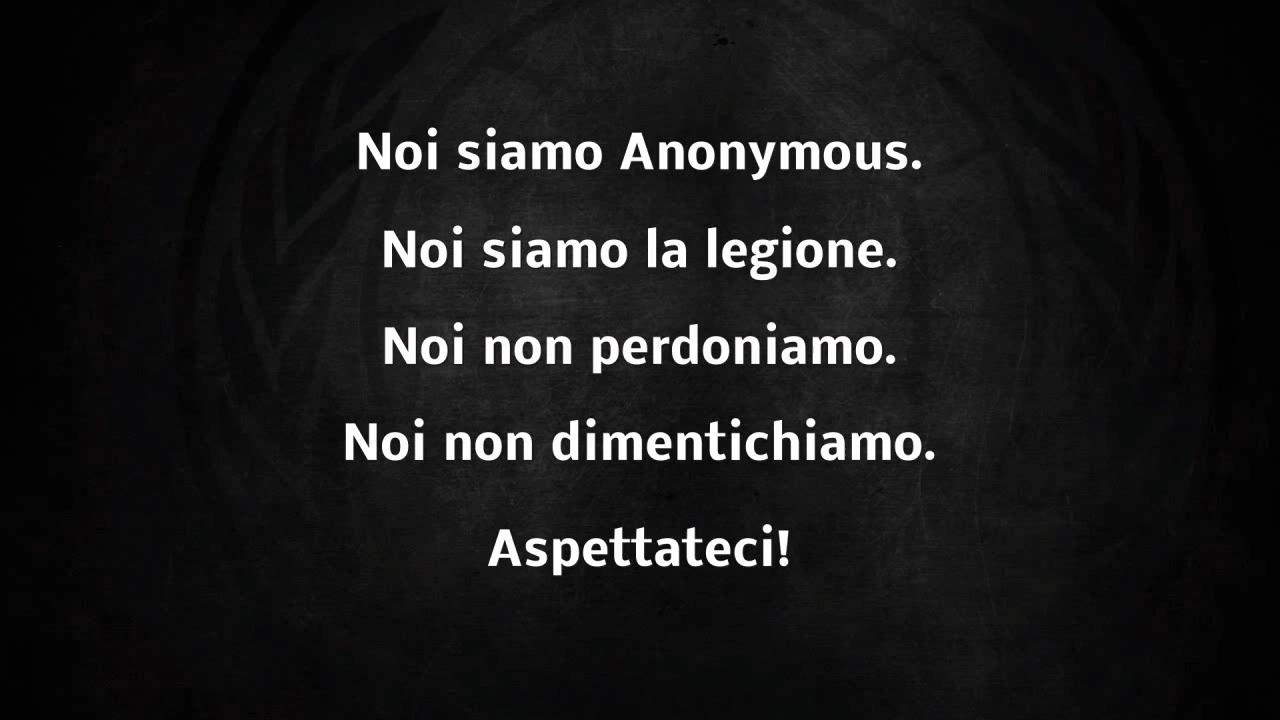 Noi siamo Anonymous.
Noi siamo la legione.
Noi non perdoniamo.
Noi non dimentichiamo.
Aspettateci!